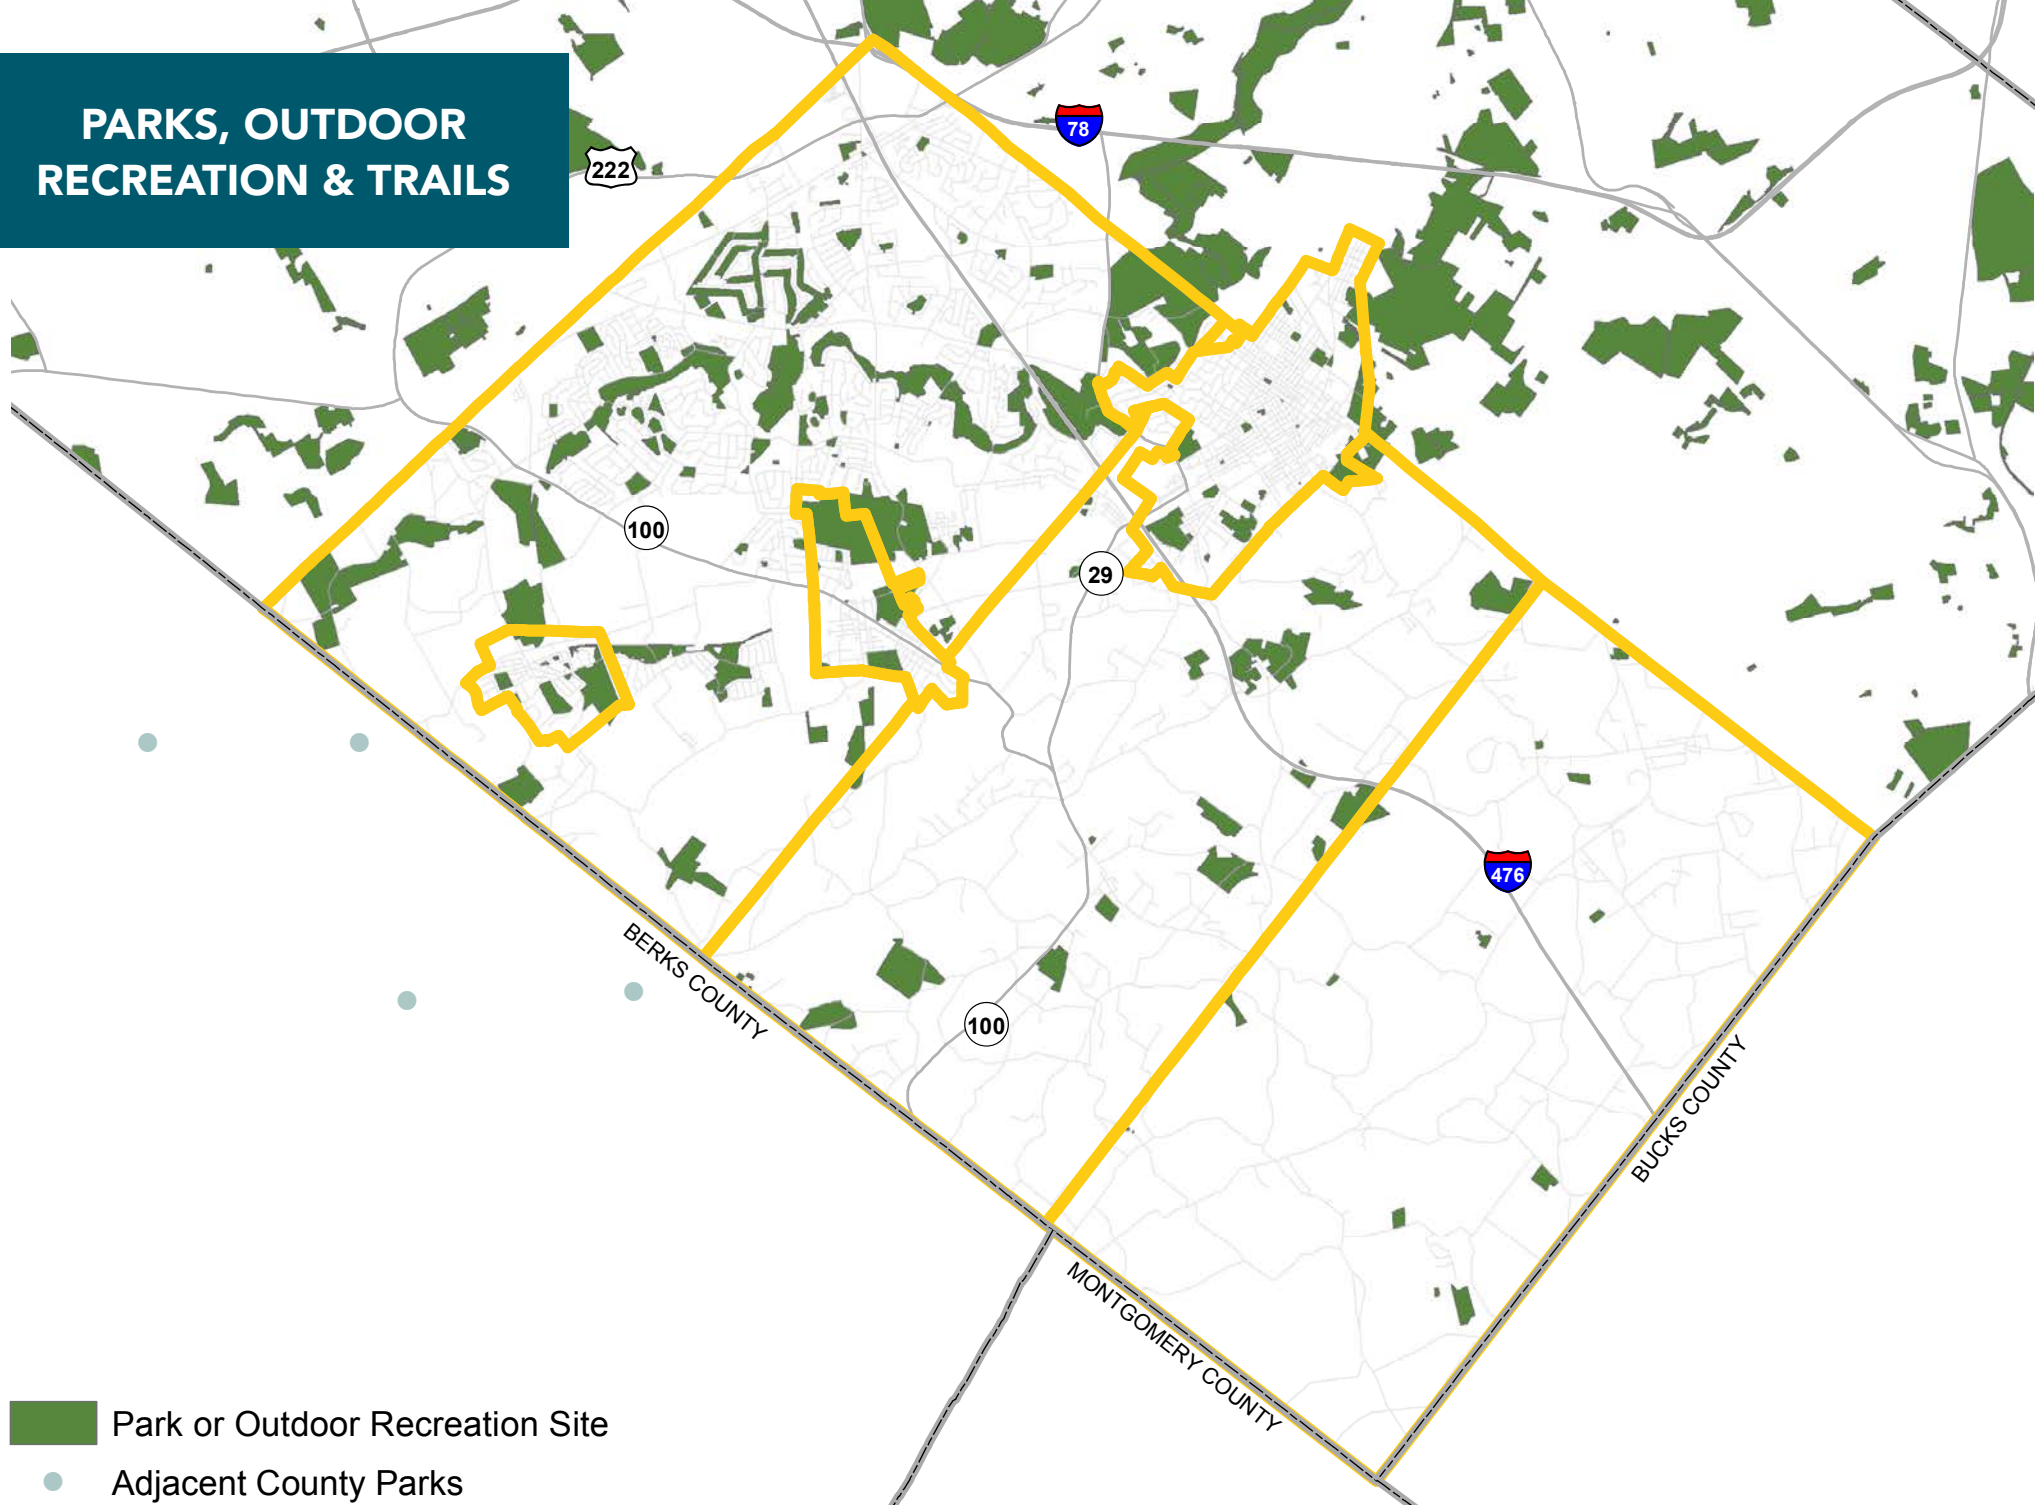 PARKS, OUTDOOR
RECREATION & TRAILS
78
222
100
29
476
BERKS COUNTY
100
BUCKS COUNTY
MONTGOMERY COUNTY
Park or Outdoor Recreation Site
Adjacent County Parks